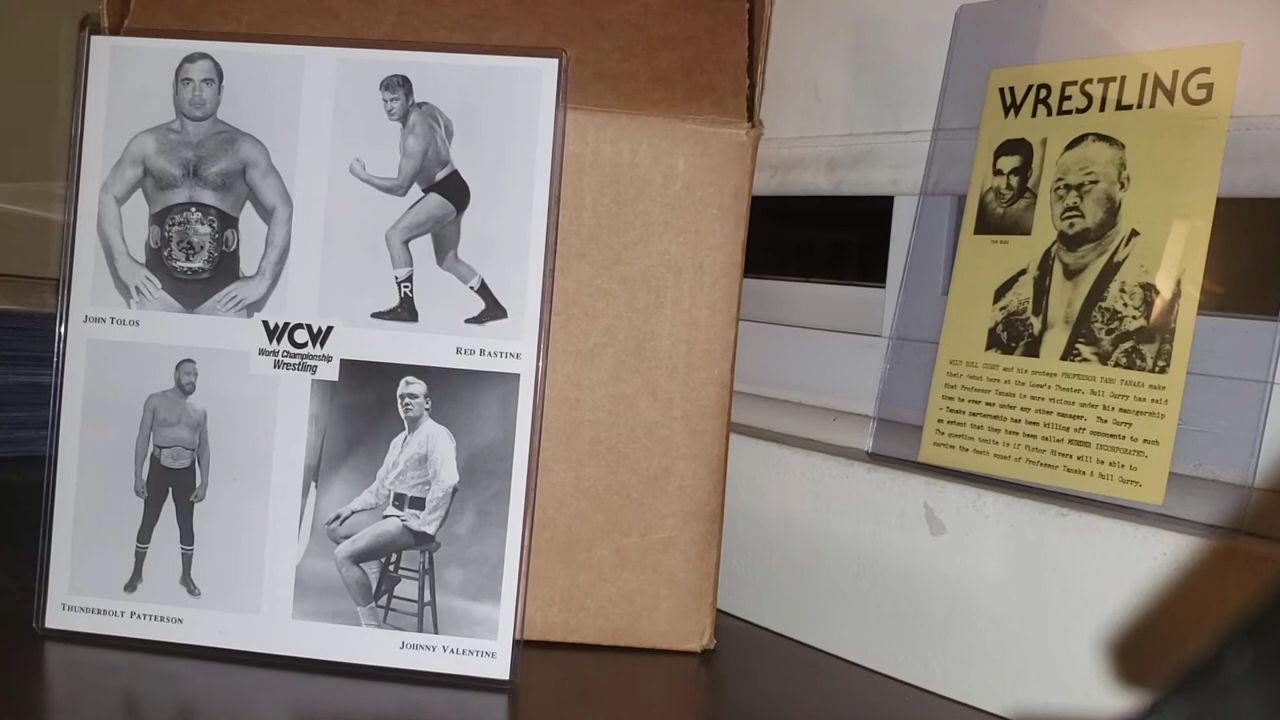 JOHN TOLOS
RED BASTINE
WCW
World Championship
Wrestling
THUNDERBOLT PATTERSON
JOHNNY VALENTINE
R
WRESTLING
WILD BULL CURRY and his protege PROFESSOR TARU TANAKA make
their debut here at the Loew's Theater. Bull Curry has said
that Professor Tanaka is more vicious under his managership
then he ever was under any other manager. The Curry
- Tanaka partnership has been killing off opponents to such
an extent that they have been called MURDER INCORPORATED.
The question tonite is if Victor Rivera will be able to
survive the death squad of Professor Tanaka & Bull Curry.